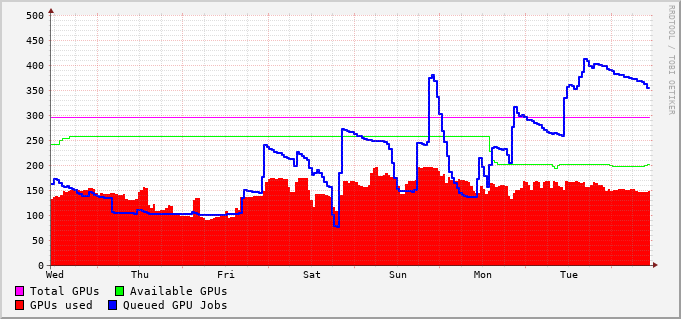 500
450
400
350
300
250
200
150
100
50
0
Wed Thu Fri Sat Sun Mon Tue
Total GPUs Available GPUs
GPUs used Queued GPU Jobs
RRDTOOL / TOBI OETIKER